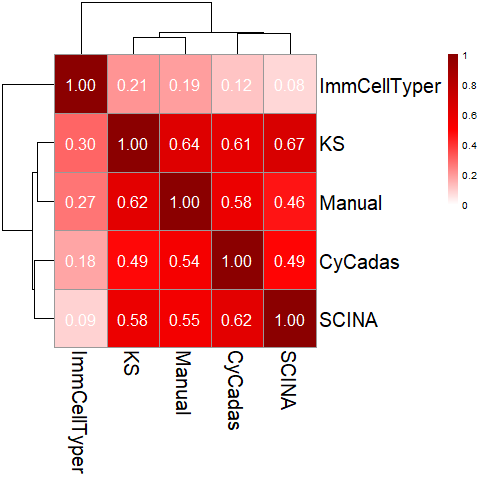 1.00 0.21 0.19 0.12 0.08 ImmCellTyper
0.30 1.00 0.64 0.61 0.67 KS
0.27 0.62 1.00 0.58 0.46 Manual
0.18 0.49 0.54 1.00 0.49 CyCadas
0.09 0.58 0.55 0.62 1.00 SCINA
ImmCellTyper
KS
Manual
CyCadas
SCINA
1
0.8
0.6
0.4
0.2
0